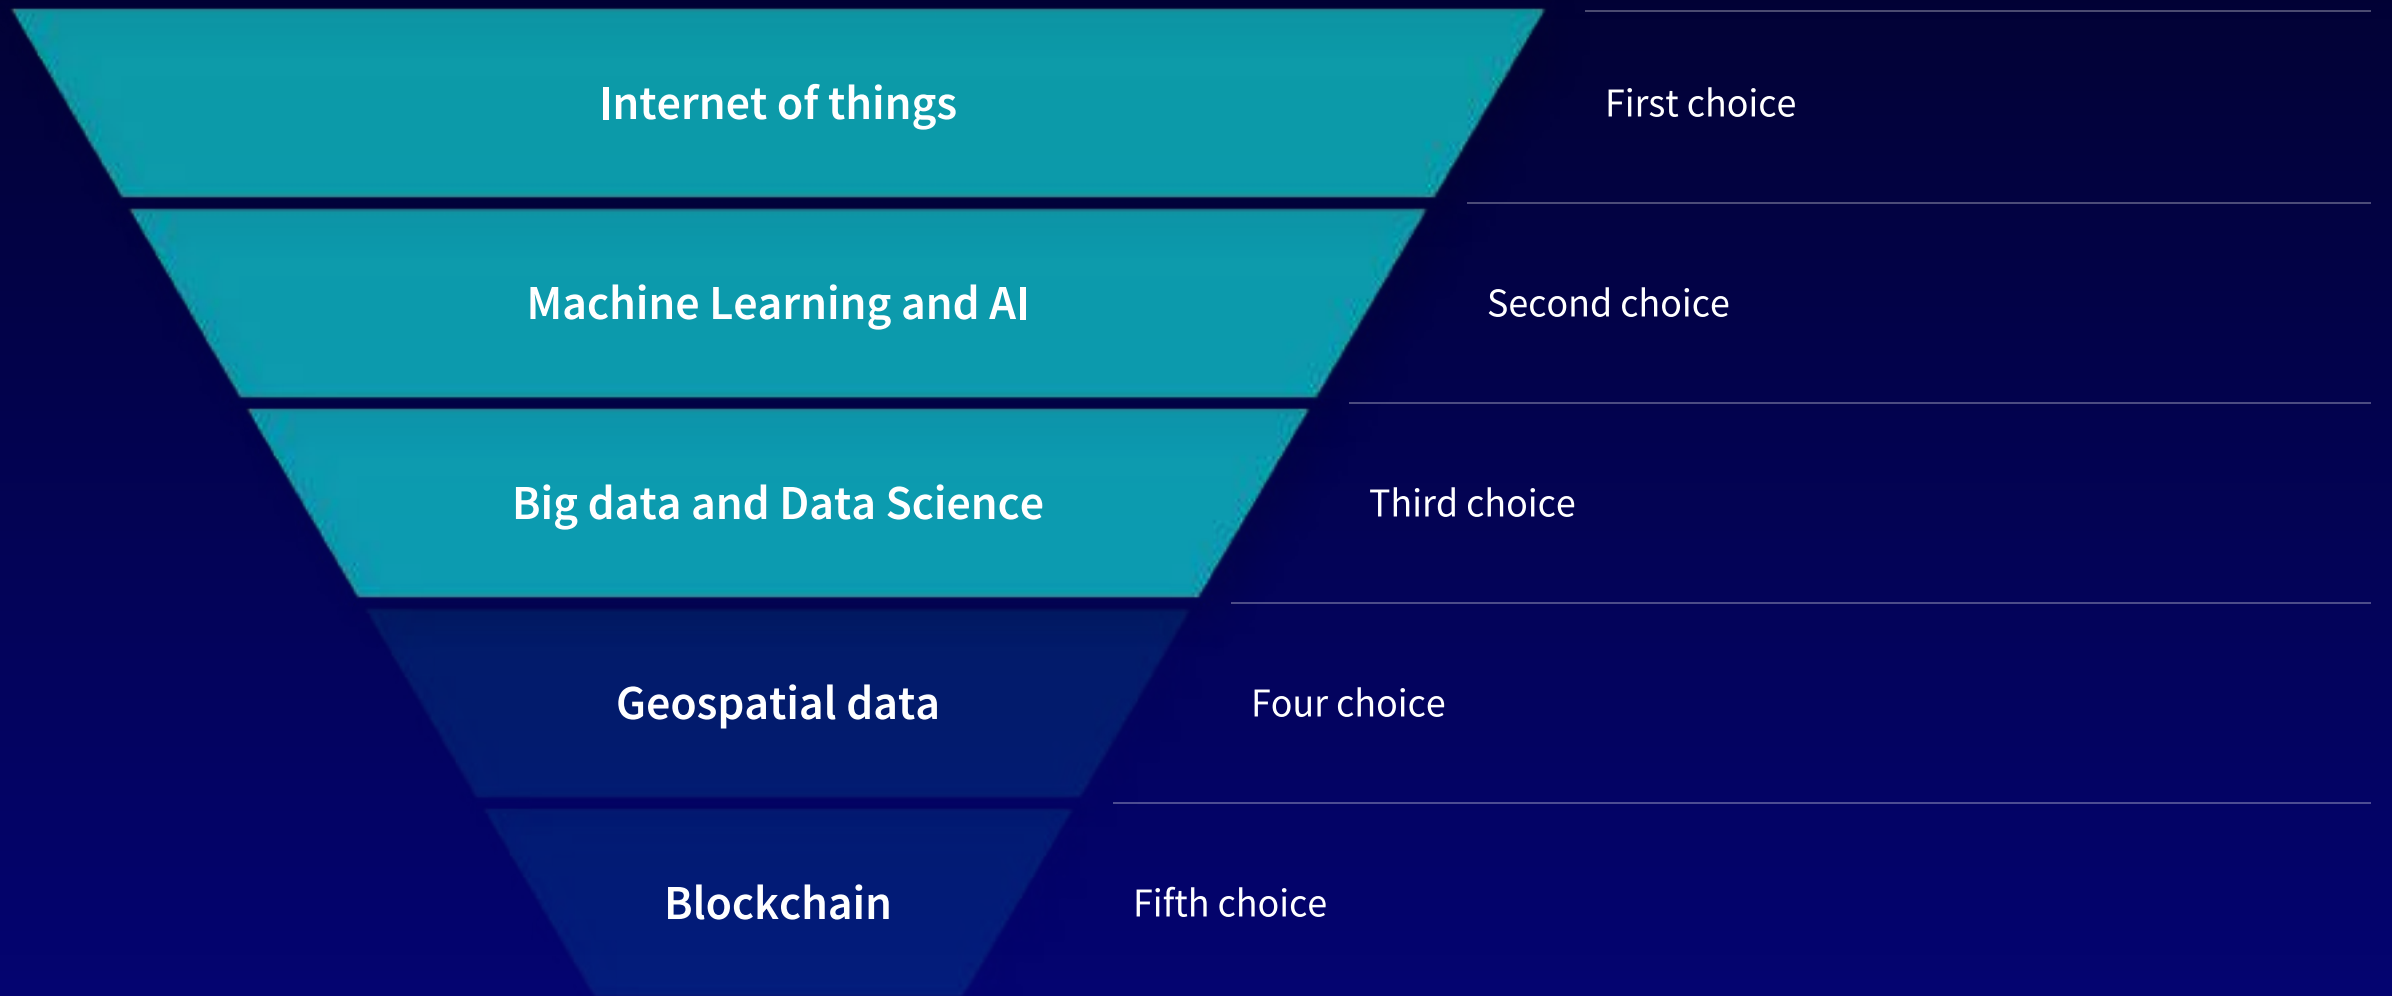 Internet of things
First choice
Machine Learning and AI
Second choice
Big data and Data Science
Third choice
Geospatial data
Four choice
Blockchain
Fifth choice